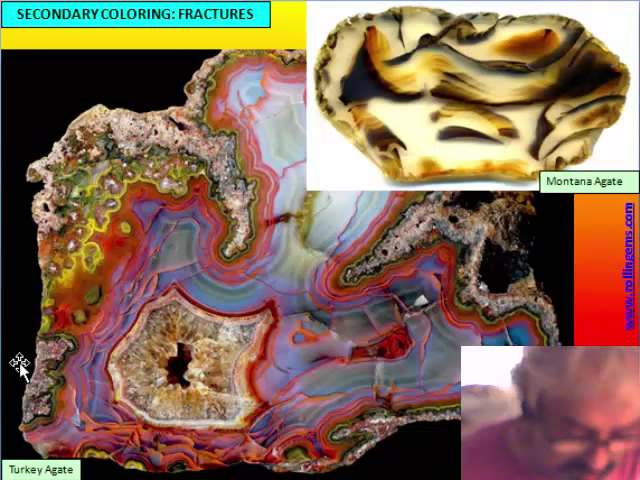 SECONDARY COLORING: FRACTURES
Montana Agate
www.rollingems.com
Turkey Agate